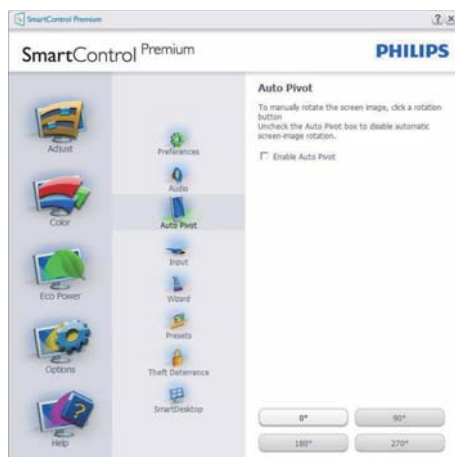 SmartControl Premium
SmartControl Premium
PHILIPS
Adjust
Color
Eco Power
Options
Help
Preferences
Audio
Auto Pivot
Input
Wizard
Presets
Theft Deterrence
SmartDesktop
Auto Pivot
To manually rotate the screen image, click a rotation
button
Uncheck the Auto Pivot box to disable automatic
screen-image rotation.
Enable Auto Pivot
0°
90°
180°
270°